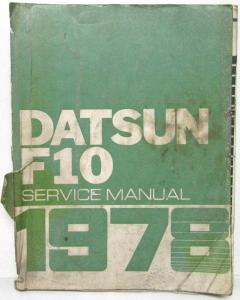 DATSUN
F10
SERVICE MANUAL
1978